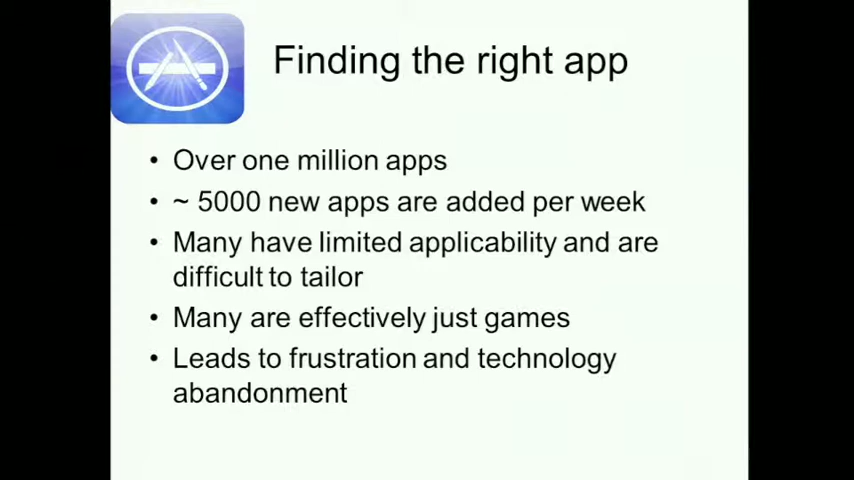 Finding the right app
• Over one million apps
• ~ 5000 new apps are added per week
• Many have limited applicability and are
difficult to tailor
• Many are effectively just games
• Leads to frustration and technology
abandonment